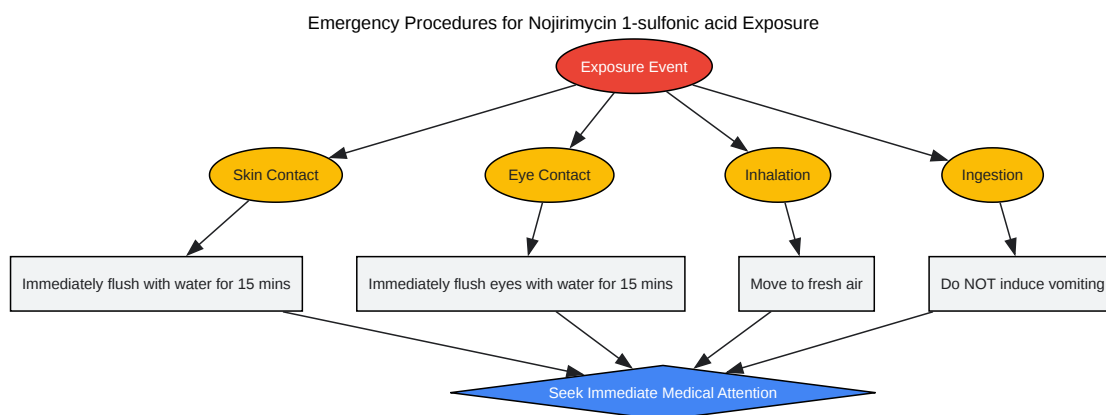 Emergency Procedures for Nojirimycin 1-sulfonic acid Exposure
Exposure Event
Skin Contact
Eye Contact
Inhalation
Ingestion
Immediately flush with water for 15 mins
Immediately flush eyes with water for 15 mins
Move to fresh air
Do NOT induce vomiting
Seek Immediate Medical Attention